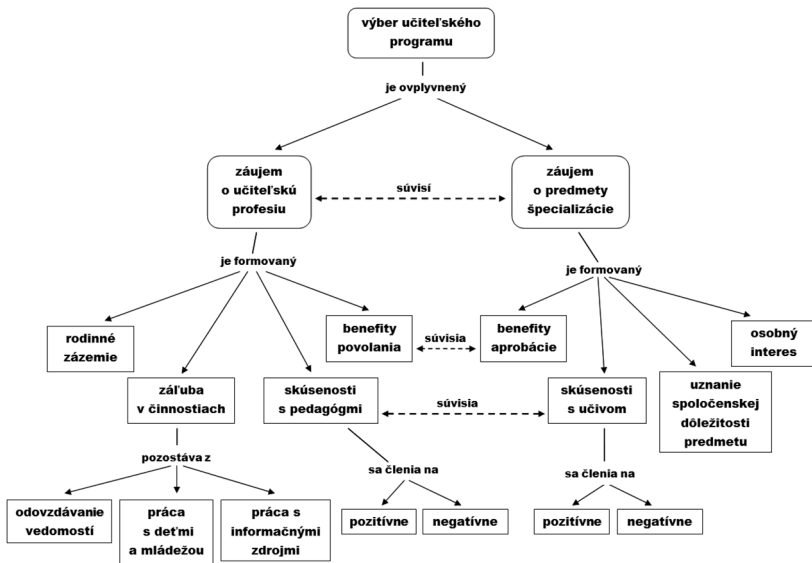 výber učiteľského
programu
je ovplyvnený
záujem
o učiteľskú
profesiu
súvisí
záujem
o predmety
špecializácie
je formovaný
je formovaný
rodinné
zázemie
benefity
povolania
súvisia
benefity
aprobácie
osobný
interes
záľuba
v činnostiach
skúsenosti
s pedagógmi
súvisia
skúsenosti
s učivom
uznanie
spoločenskej
dôležitosti
predmetu
pozostáva z
sa členia na
sa členia na
odovzdávanie
vedomostí
práca
s deťmi
a mládežou
práca s
informačnými
zdrojmi
pozitívne
negatívne
pozitívne
negatívne